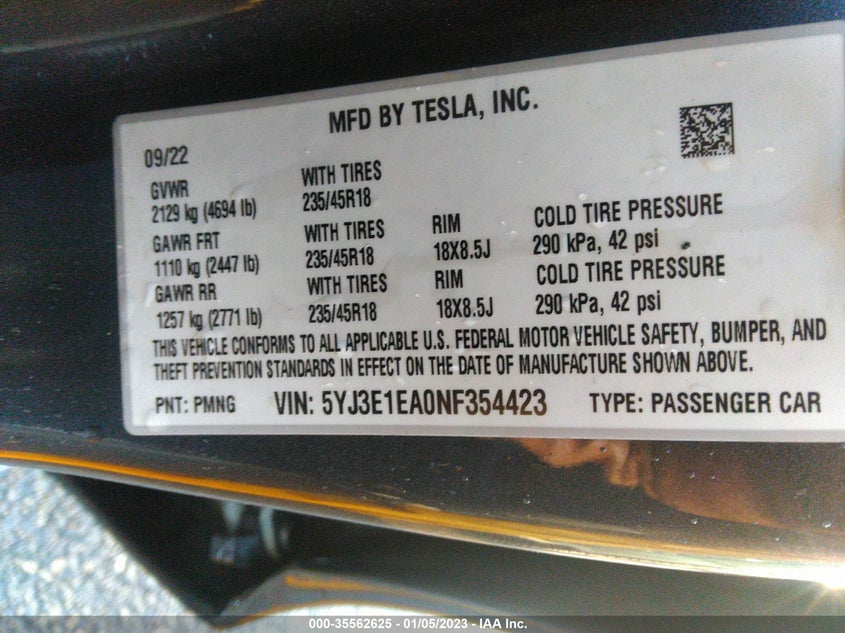 MFD BY TESLA, INC.
09/22
GVWR WITH TIRES
2129 kg (4694 lb) 235/45R18
GAWR FRT WITH TIRES RIM COLD TIRE PRESSURE
1110 kg (2447 lb) 235/45R18 18X8.5J 290 kPa, 42 psi
GAWR RR WITH TIRES RIM COLD TIRE PRESSURE
1257 kg (2771 lb) 235/45R18 18X8.5J 290 kPa, 42 psi
THIS VEHICLE CONFORMS TO ALL APPLICABLE U.S. FEDERAL MOTOR VEHICLE SAFETY, BUMPER, AND
THEFT PREVENTION STANDARDS IN EFFECT ON THE DATE OF MANUFACTURE SHOWN ABOVE.
PNT: PMNG VIN: 5YJ3E1EA0NF354423 TYPE: PASSENGER CAR
000-35562625 - 01/05/2023 - IAA Inc.